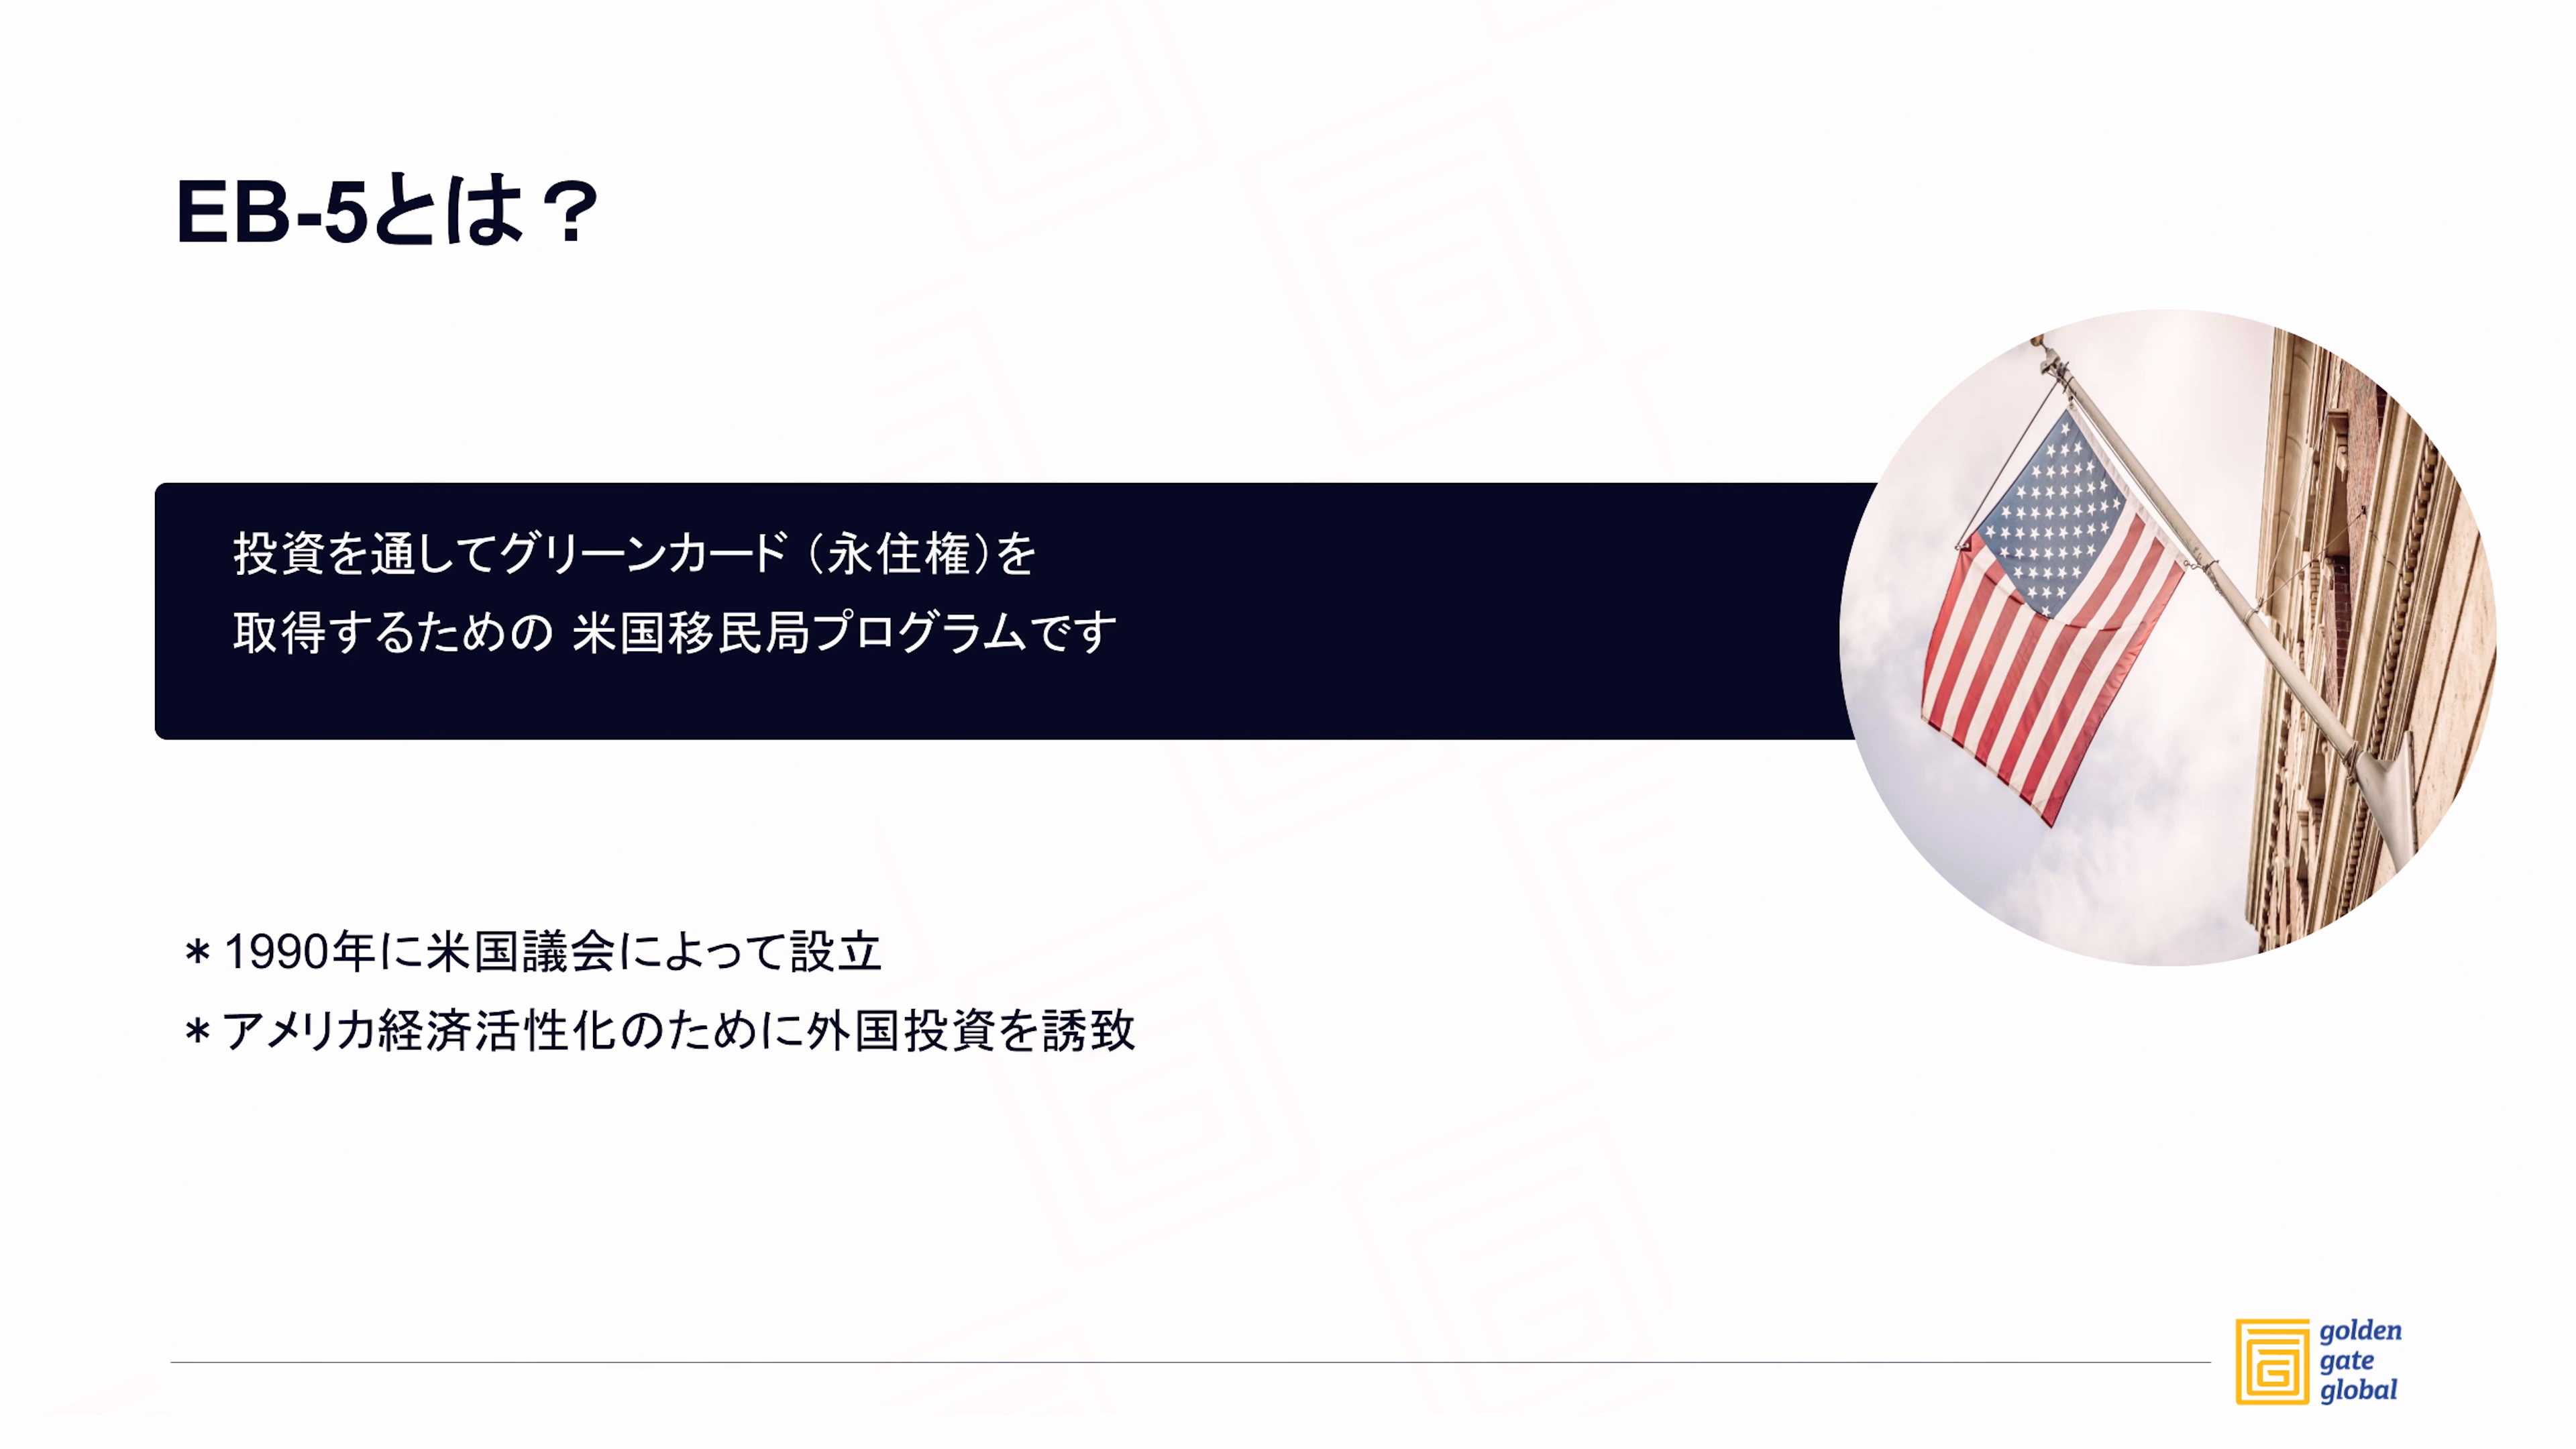 EB-5とは？
投資を通してグリーンカード（永住権）を
取得するための 米国移民局プログラムです
＊1990年に米国議会によって設立
＊アメリカ経済活性化のために外国投資を誘致
golden
gate
global